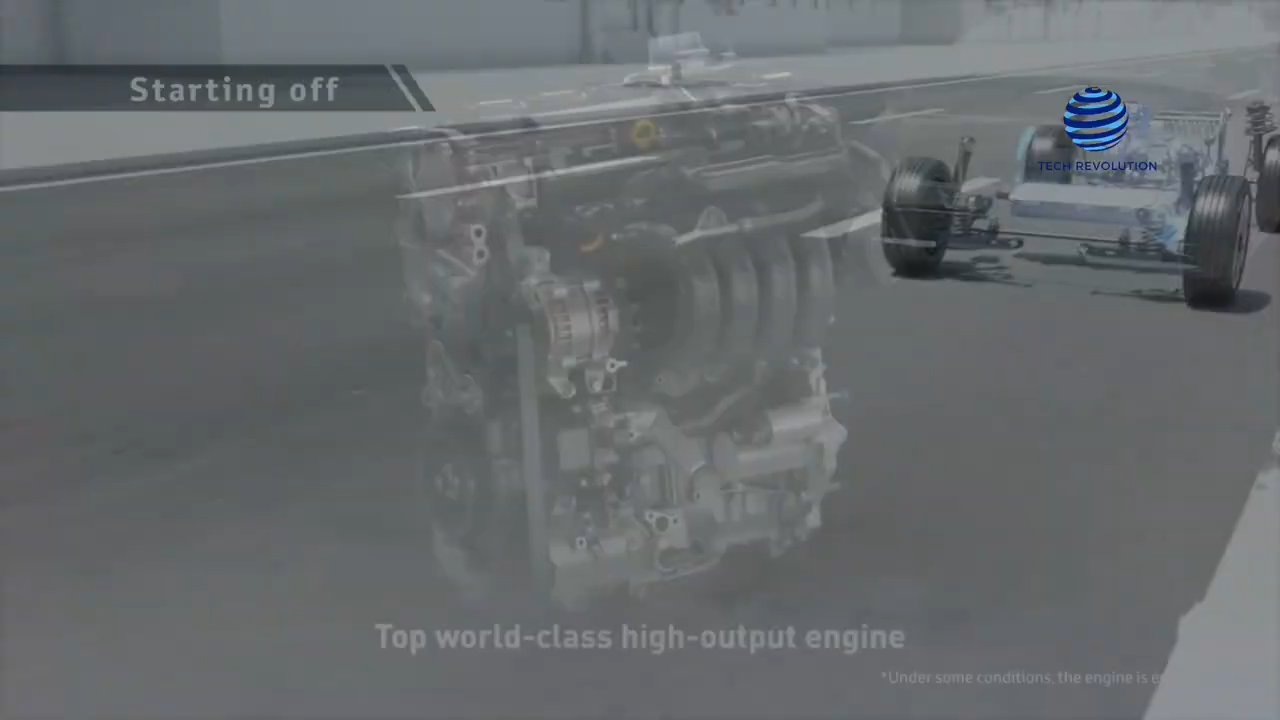 Starting off
TECH REVOLUTION
Top world-class high-output engine
*Under some conditions, the engine is